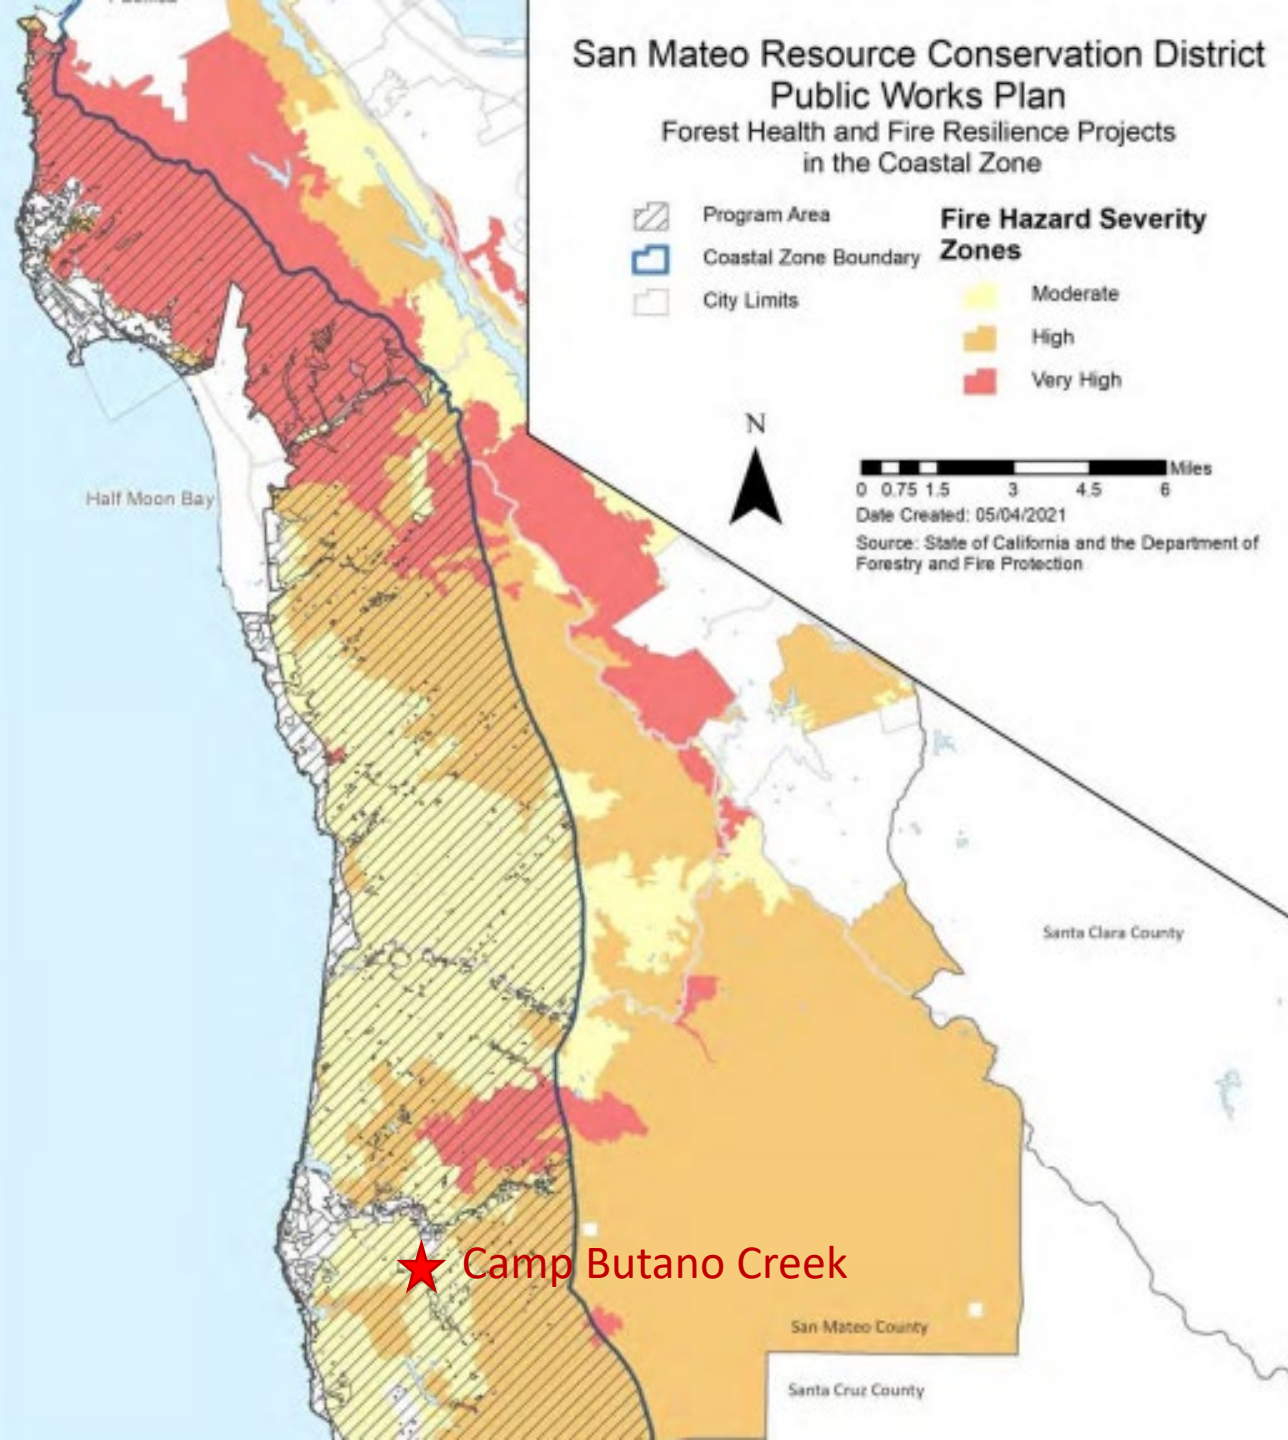 San Mateo Resource Conservation District
Public Works Plan
Forest Health and Fire Resilience Projects
in the Coastal Zone
Program Area
Coastal Zone Boundary
City Limits
Fire Hazard Severity
Zones
Moderate
High
Very High
N
Miles
0 0.75 1.5 3 4.5 6
Date Created: 05/04/2021
Source: State of California and the Department of
Forestry and Fire Protection
Half Moon Bay
Santa Clara County
Camp Butano Creek
San Mateo County
Santa Cruz County